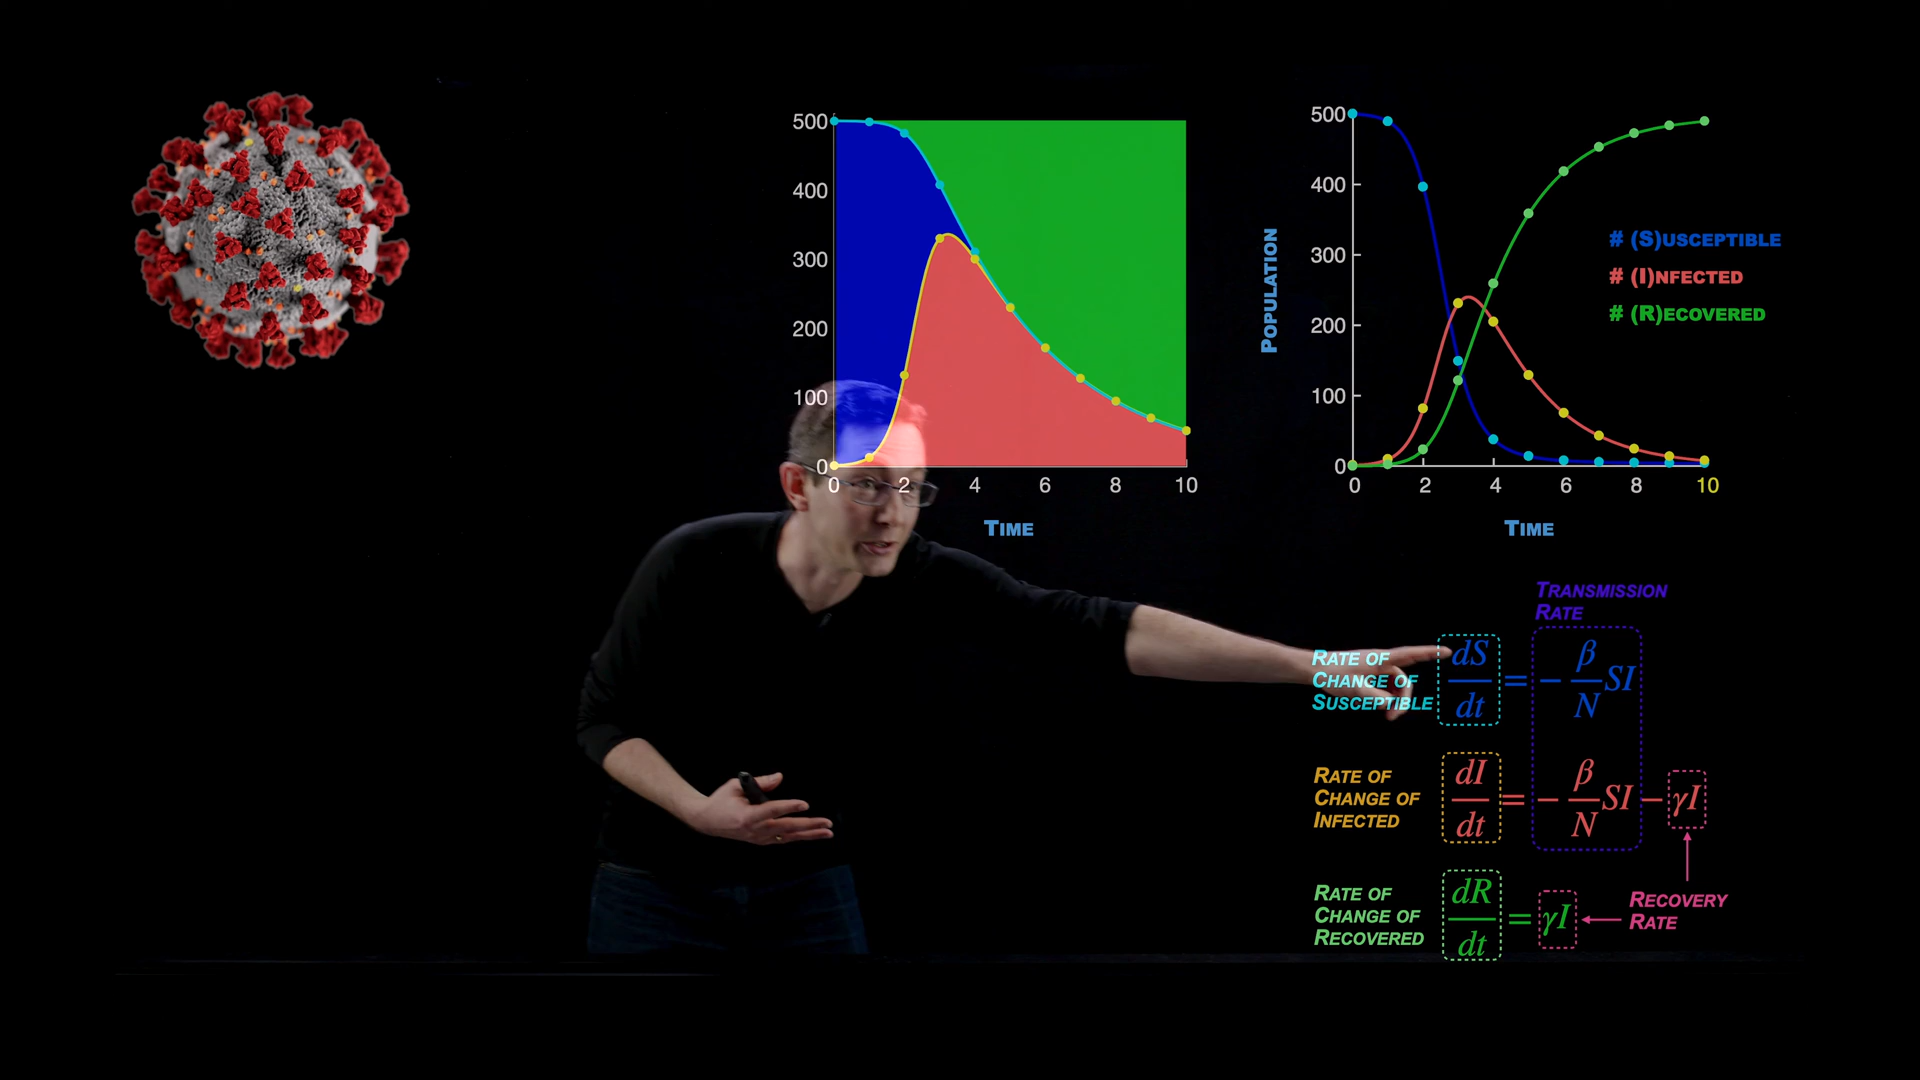 500
400
300
200
100
0
0 2 4 6 8 10
TIME
POPULATION
500
400
300
200
100
0
0 2 4 6 8 10
TIME
# (S)USCEPTIBLE
# (I)NFECTED
# (R)ECOVERED
TRANSMISSION
RATE
RATE OF
CHANGE OF
SUSCEPTIBLE
dS/dt = − β/N SI
RATE OF
CHANGE OF
INFECTED
dI/dt = − β/N SI − γI
RATE OF
CHANGE OF
RECOVERED
dR/dt = γI
RECOVERY
RATE